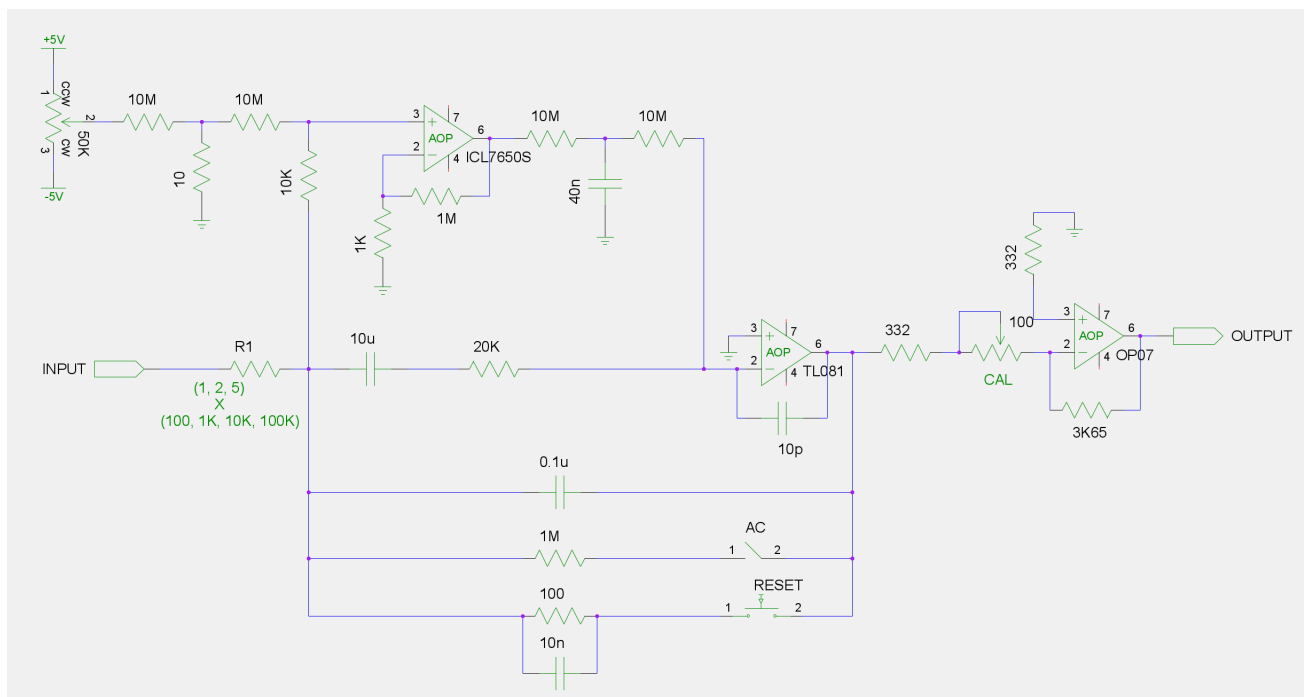 +5V
1
ccw
2
cw
50K
3
-5V
10M
10M
10
10K
3
+
7
AOP
6
2
-
4
ICL7650S
1M
1K
10M
10M
40n
INPUT
R1
(1, 2, 5)
X
(100, 1K, 10K, 100K)
10u
20K
3
+
7
AOP
6
2
-
4
TL081
10p
332
100
CAL
332
3
+
7
AOP
6
2
-
4
OP07
3K65
OUTPUT
0.1u
1M
AC
1
2
100
RESET
1
2
10n